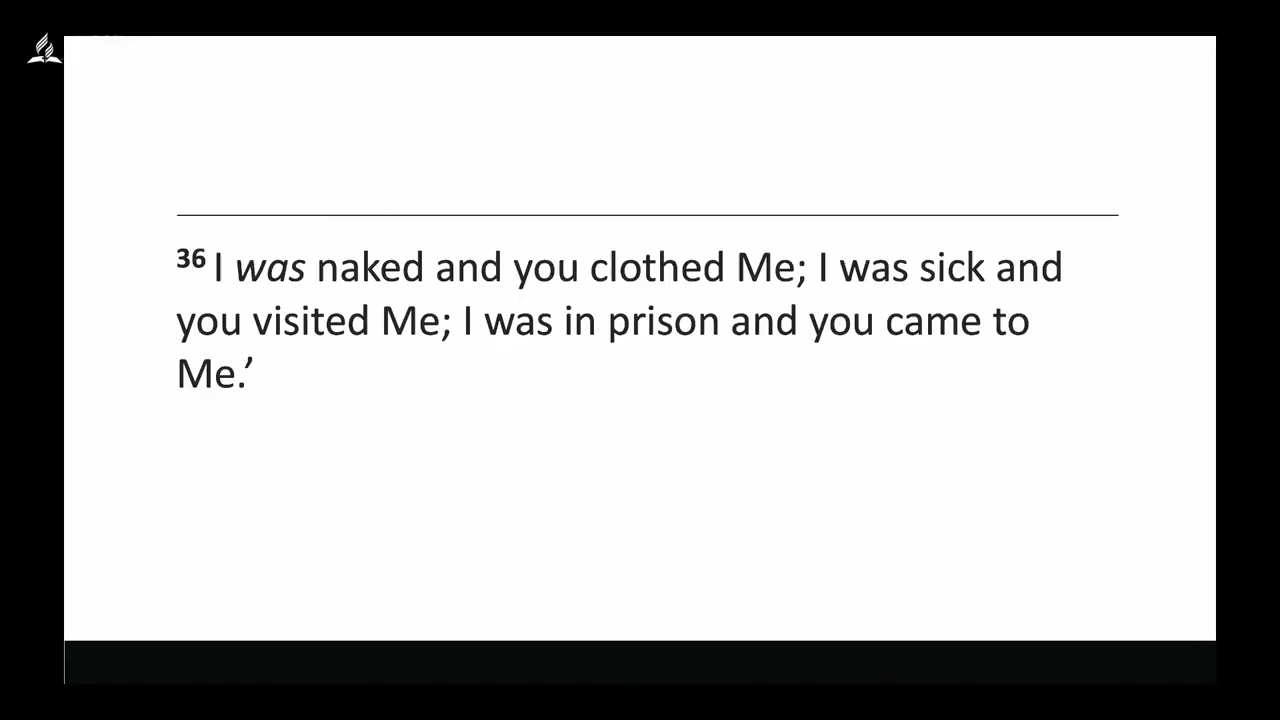 36 I was naked and you clothed Me; I was sick and
you visited Me; I was in prison and you came to
Me.’